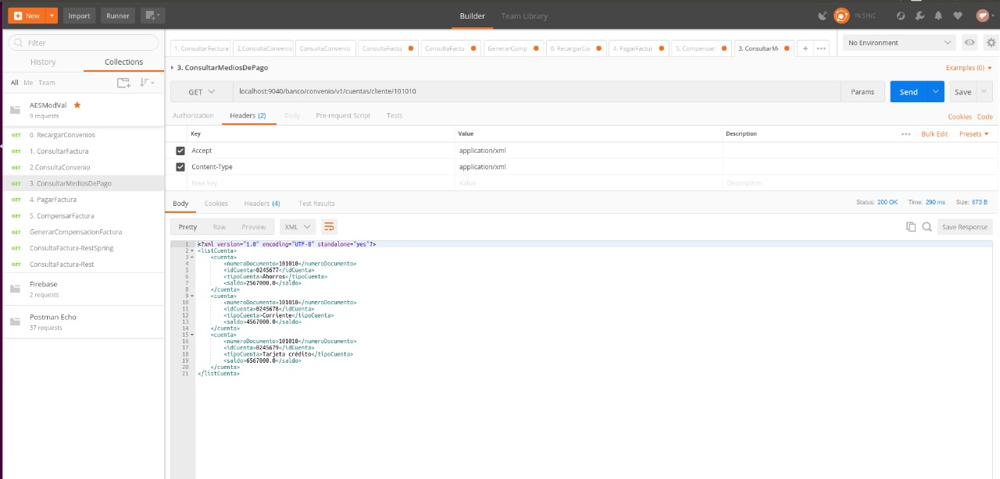 New Import Runner Builder Team Library IN SYNC
Filter
History Collections
All Me Team
AESModVal
9 requests
GET 0. RecargarConvenios
GET 1. ConsultarFactura
GET 2.ConsultaConvenio
GET 3. ConsultarMediosDePago
GET 4. PagarFactura
GET 5. CompensarFactura
GET GenerarCompensacionFactura
GET ConsultaFactura-RestSpring
GET ConsultaFactura-Rest
Firebase
2 requests
Postman Echo
37 requests
1. ConsultarFactura 2.ConsultaConvenio ConsultaConvenio ConsultaFactu ConsultaFactu GenerarComp 0. RecargarCor 4. PagarFactur 5. Compensari 3. ConsultarM + ••• No Environment
3. ConsultarMediosDePago Examples (0)
GET localhost:9040/banco/convenio/v1/cuentas/cliente/101010 Params Send Save
Authorization Headers (2) Body Pre-request Script Tests Cookies Code
Key Value Description ••• Bulk Edit Presets
Accept application/xml
Content-Type application/xml
New key Value Description
Body Cookies Headers (4) Test Results Status: 200 OK Time: 290 ms Size: 673 B
Pretty Raw Preview XML Save Response
1 <?xml version="1.0" encoding="UTF-8" standalone="yes"?>
2 <listCuenta>
3 <cuenta>
4 <numeroDocumento>101010</numeroDocumento>
5 <idCuenta>0245677</idCuenta>
6 <tipoCuenta>Ahorros</tipoCuenta>
7 <saldo>2567000.0</saldo>
8 </cuenta>
9 <cuenta>
10 <numeroDocumento>101010</numeroDocumento>
11 <idCuenta>0245678</idCuenta>
12 <tipoCuenta>Corriente</tipoCuenta>
13 <saldo>4567000.0</saldo>
14 </cuenta>
15 <cuenta>
16 <numeroDocumento>101010</numeroDocumento>
17 <idCuenta>0245679</idCuenta>
18 <tipoCuenta>Tarjeta crédito</tipoCuenta>
19 <saldo>6567000.0</saldo>
20 </cuenta>
21 </listCuenta>